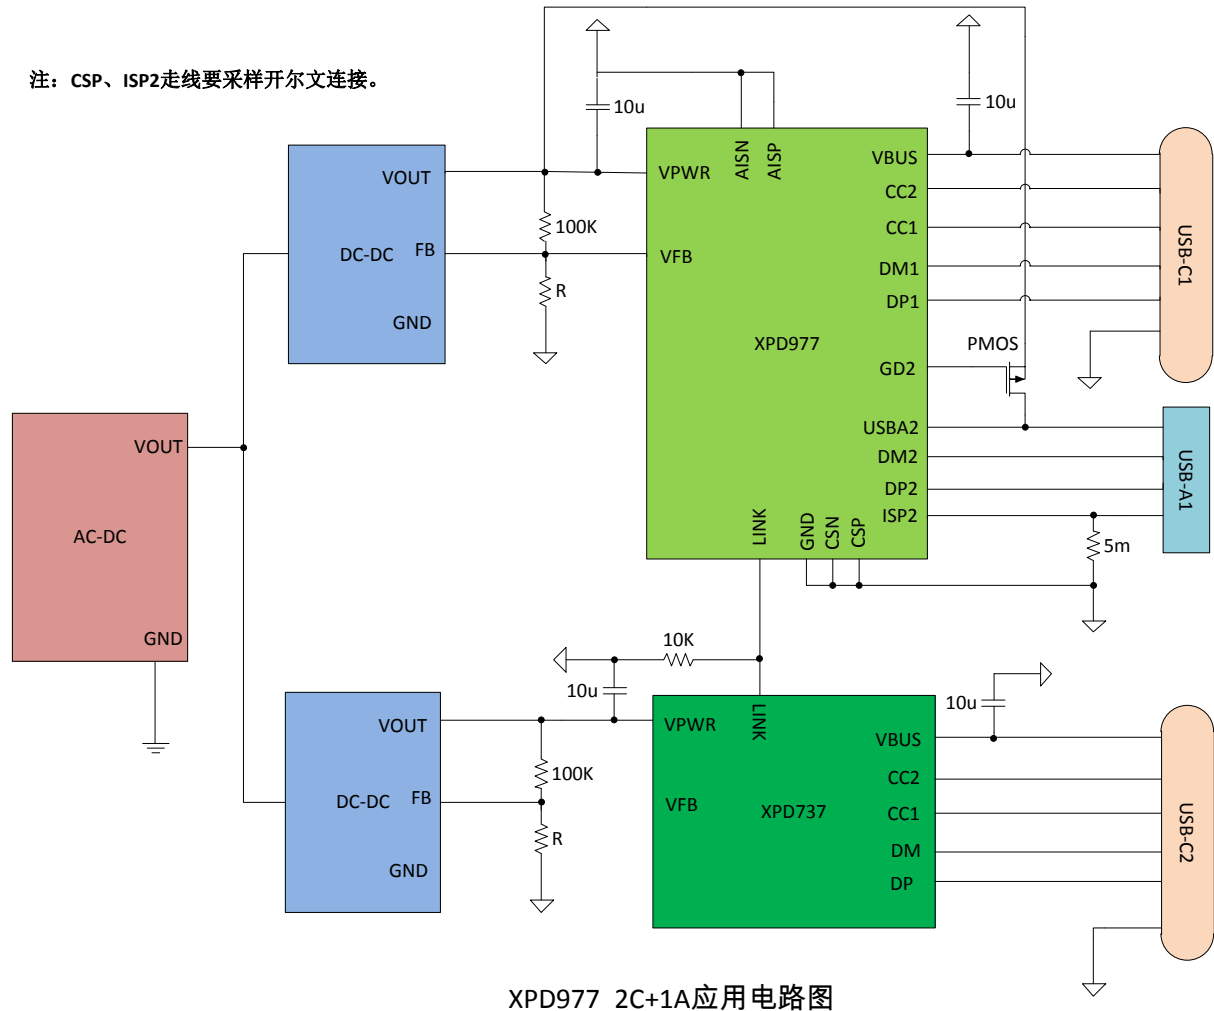 注：CSP、ISP2走线要采样开尔文连接。
10u
10u
VOUT
FB
DC-DC
GND
100K
R
VPWR
VFB
AISN
AISP
XPD977
VBUS
CC2
CC1
DM1
DP1
GD2
USBA2
DM2
DP2
ISP2
LINK
GND
CSN
CSP
PMOS
USB-C1
USB-A1
5m
VOUT
AC-DC
GND
10K
10u
10u
VOUT
DC-DC
FB
GND
100K
R
VPWR
LINK
VFB
XPD737
VBUS
CC2
CC1
DM
DP
USB-C2
XPD977 2C+1A应用电路图